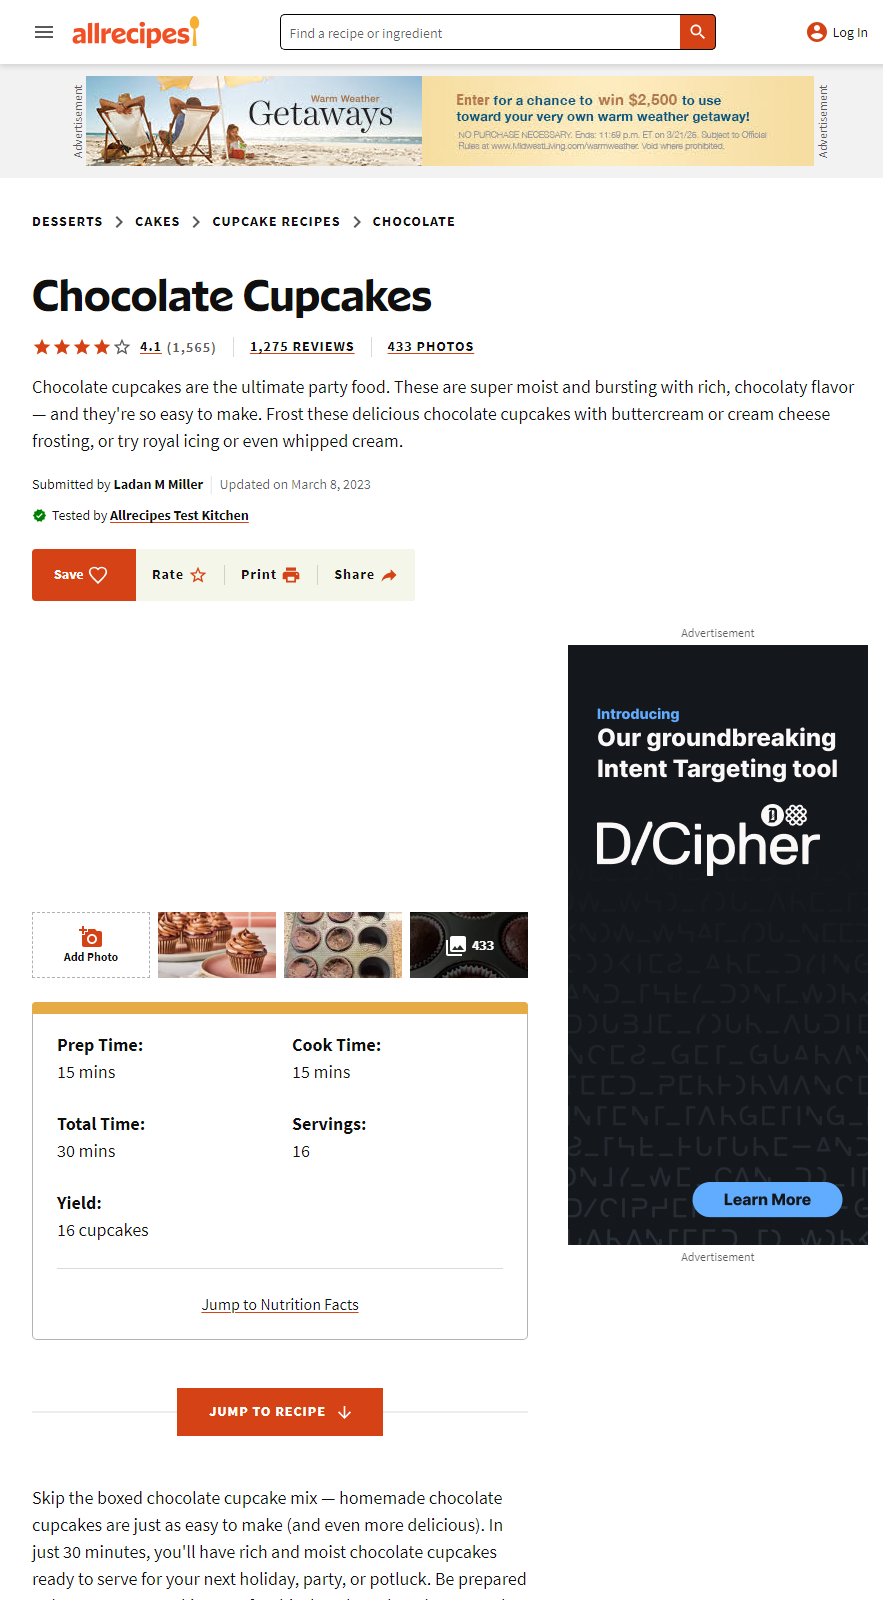 allrecipes
Find a recipe or ingredient
Log In
Advertisement
Warm Weather
Getaways
Enter for a chance to win $2,500 to use
toward your very own warm weather getaway!
NO PURCHASE NECESSARY. Ends: 11:59 p.m. ET on 3/21/25. Subject to Official
Rules at www.MidwestLiving.com/warmweather. Void where prohibited.
Advertisement
DESSERTS > CAKES > CUPCAKE RECIPES > CHOCOLATE
Chocolate Cupcakes
4.1 (1,565) 1,275 REVIEWS 433 PHOTOS
Chocolate cupcakes are the ultimate party food. These are super moist and bursting with rich, chocolaty flavor
— and they're so easy to make. Frost these delicious chocolate cupcakes with buttercream or cream cheese
frosting, or try royal icing or even whipped cream.
Submitted by Ladan M Miller Updated on March 8, 2023
Tested by Allrecipes Test Kitchen
Save Rate Print Share
Advertisement
Introducing
Our groundbreaking
Intent Targeting tool
D/Cipher
Learn More
Advertisement
Add Photo
433
Prep Time: Cook Time:
15 mins 15 mins
Total Time: Servings:
30 mins 16
Yield:
16 cupcakes
Jump to Nutrition Facts
JUMP TO RECIPE
Skip the boxed chocolate cupcake mix — homemade chocolate
cupcakes are just as easy to make (and even more delicious). In
just 30 minutes, you'll have rich and moist chocolate cupcakes
ready to serve for your next holiday, party, or potluck. Be prepared